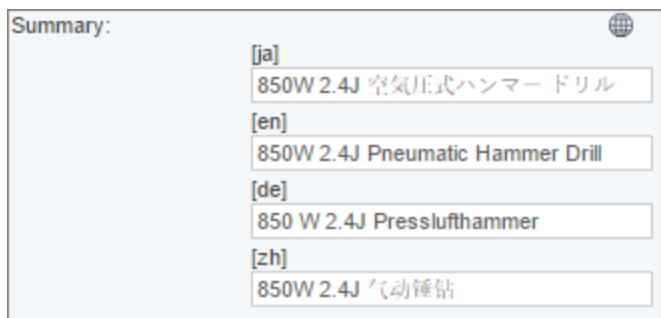 Summary:
[ja]
850W 2.4J 空気圧式ハンマー ドリル
[en]
850W 2.4J Pneumatic Hammer Drill
[de]
850 W 2.4J Presslufthammer
[zh]
850W 2.4J 气动锤钻